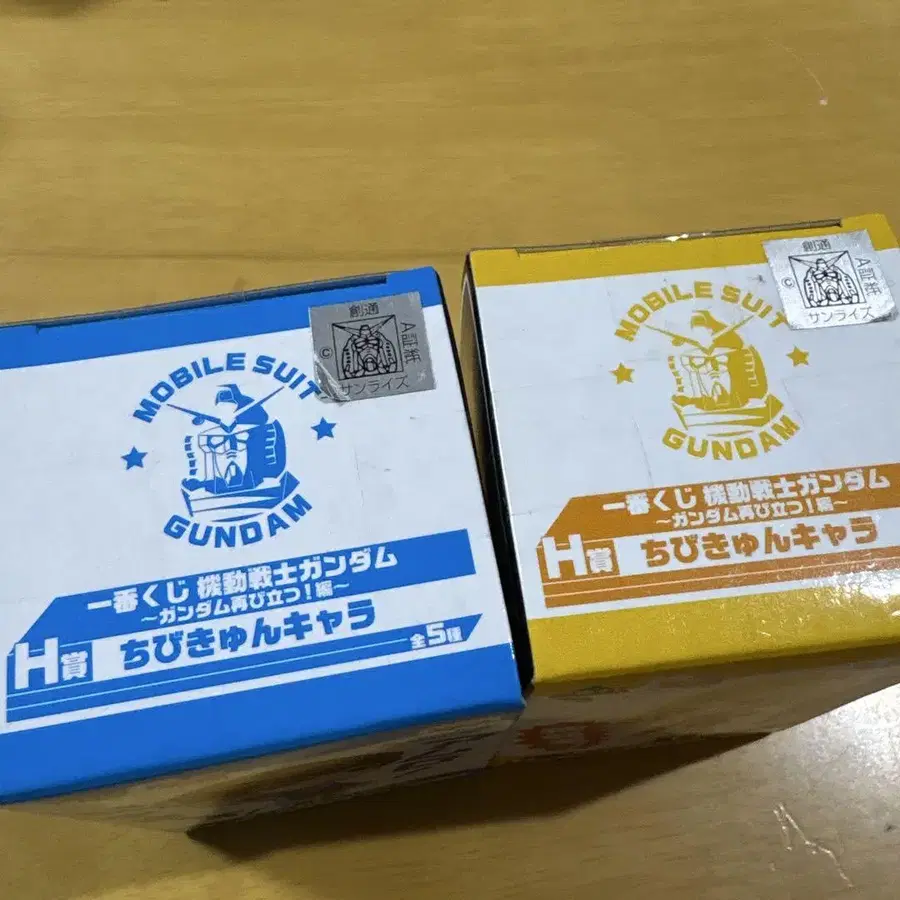 創通
A証紙
©
サンライズ
MOBILE SUIT
GUNDAM
一番くじ 機動戦士ガンダム
~ガンダム再び立つ!編~
H賞 ちびきゅんキャラ
全5種
創通
A証紙
©
サンライズ
MOBILE SUIT
GUNDAM
一番くじ 機動戦士ガンダム
~ガンダム再び立つ!編~
H賞 ちびきゅんキャラ